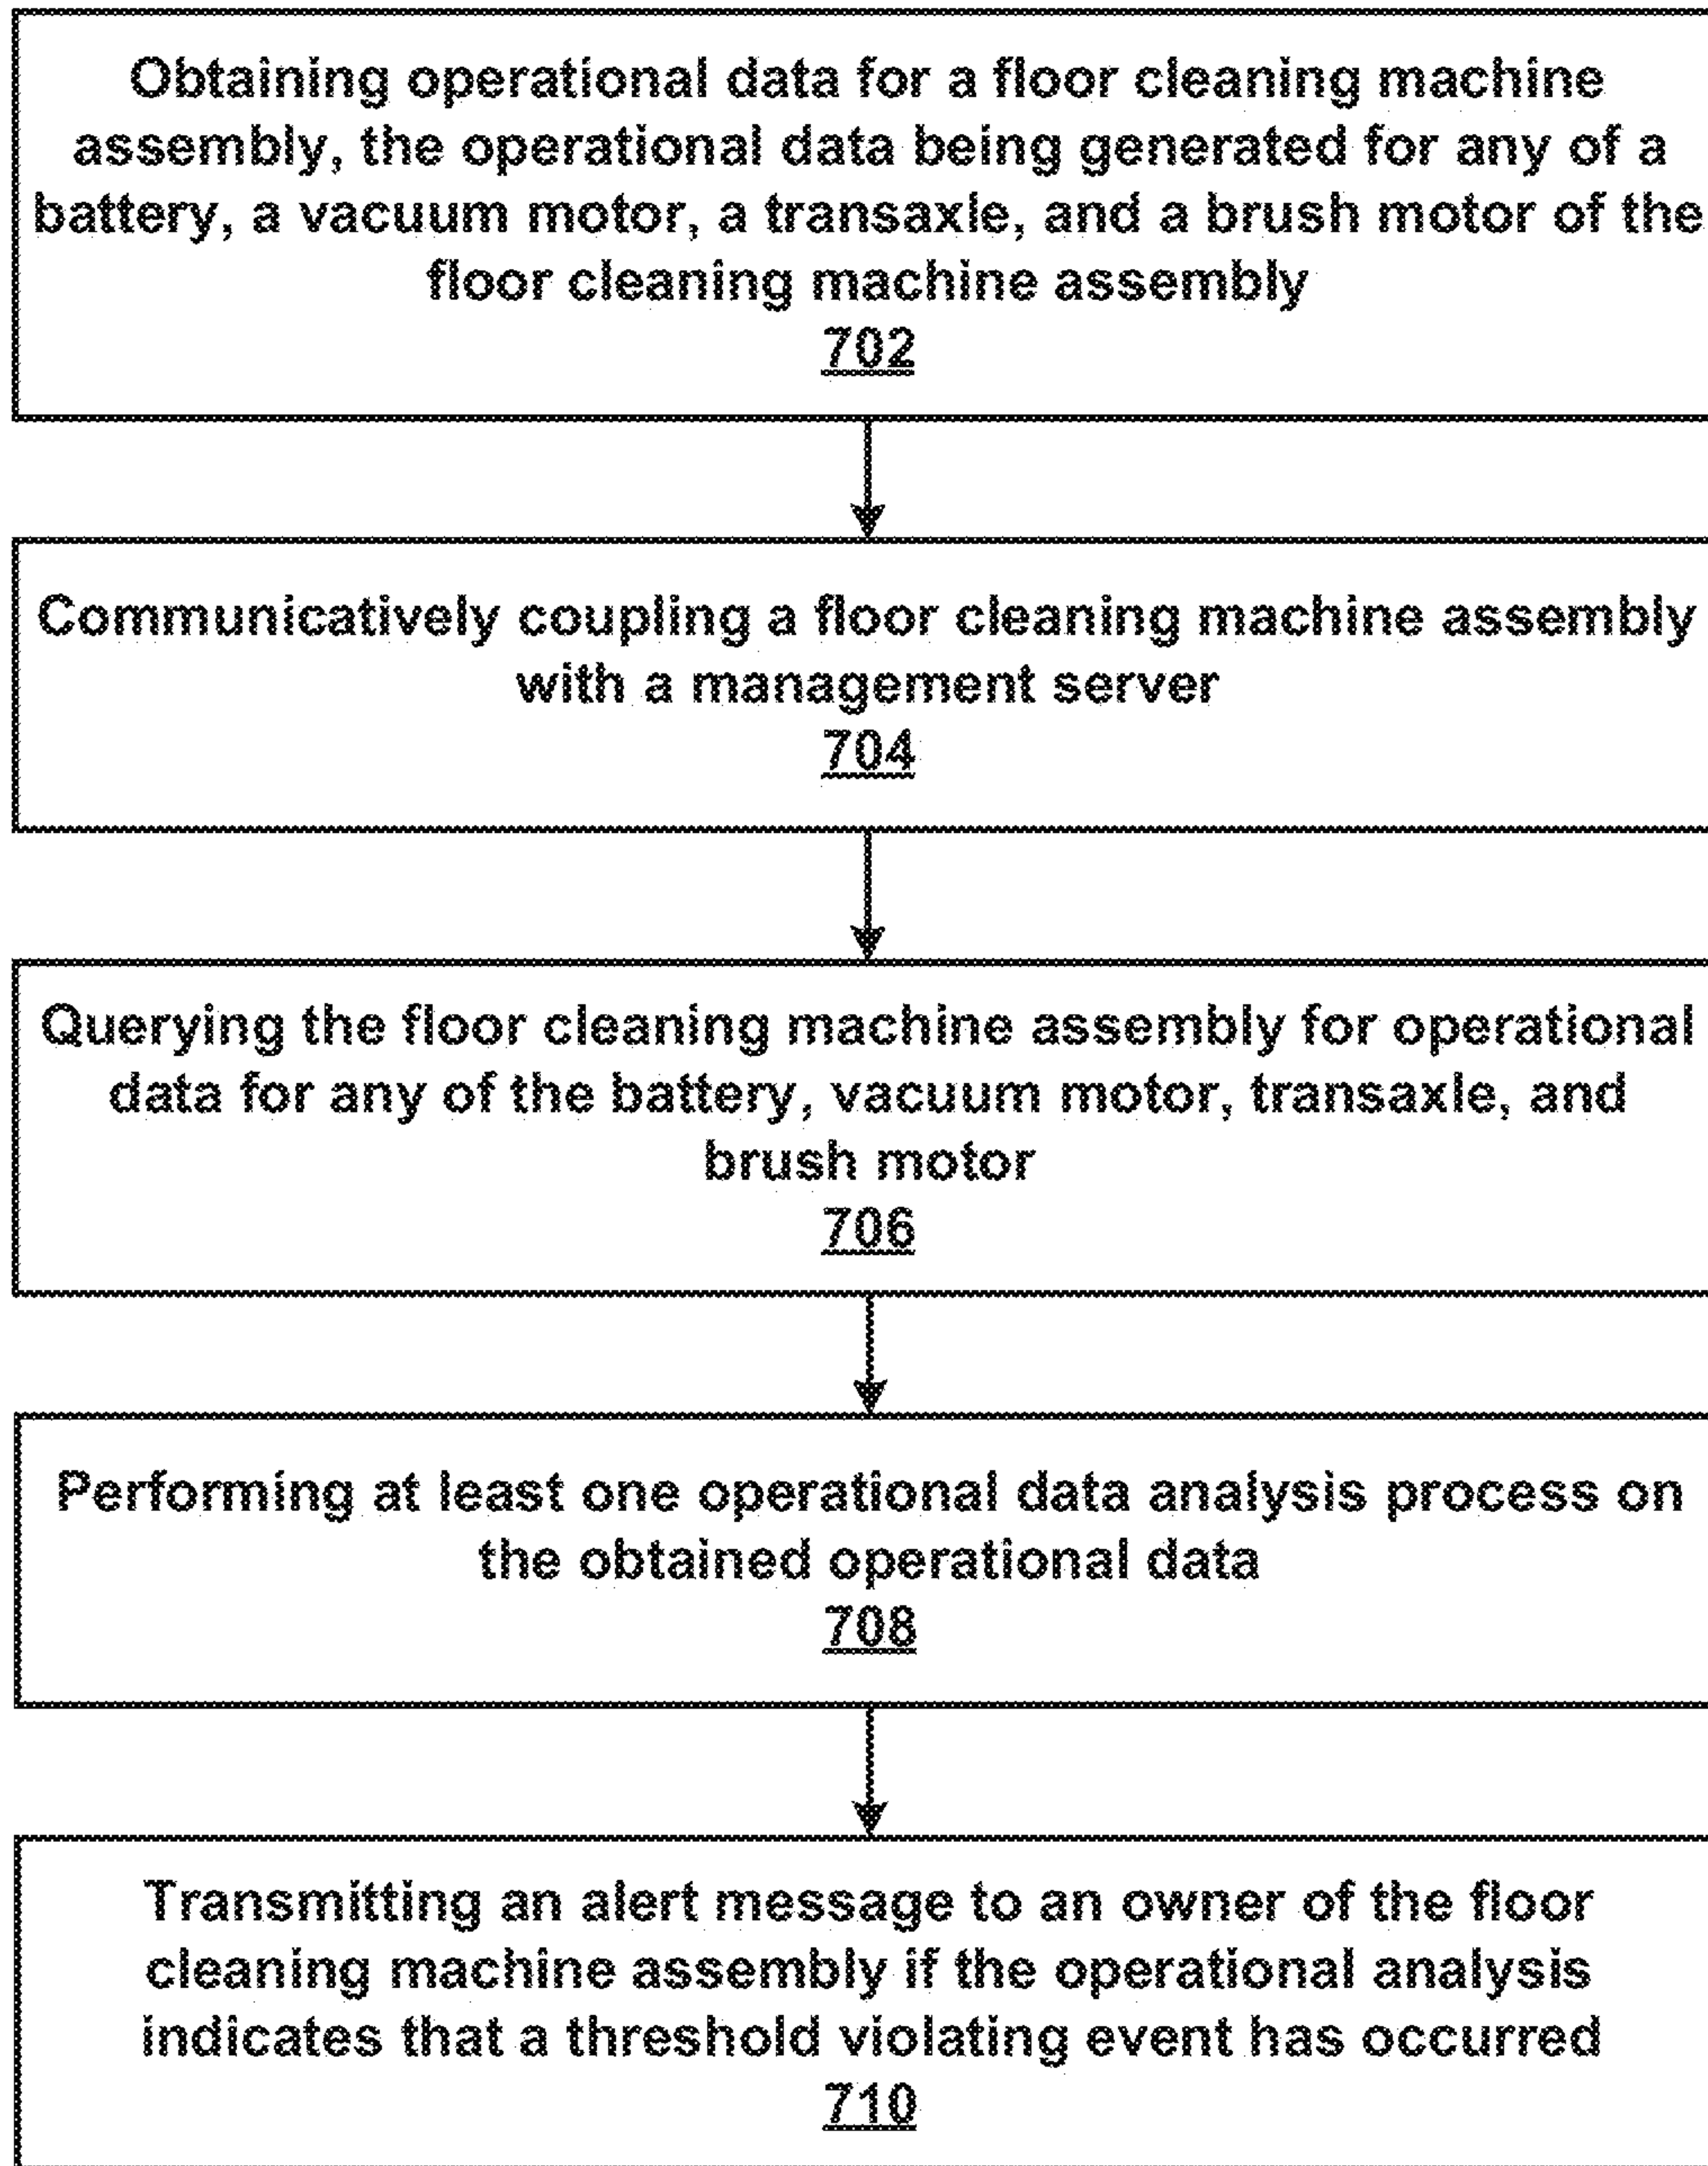 Obtaining operational data for a floor cleaning machine
assembly, the operational data being generated for any of a
battery, a vacuum motor, a transaxle, and a brush motor of the
floor cleaning machine assembly
702
Communicatively coupling a floor cleaning machine assembly
with a management server
704
Querying the floor cleaning machine assembly for operational
data for any of the battery, vacuum motor, transaxle, and
brush motor
706
Performing at least one operational data analysis process on
the obtained operational data
708
Transmitting an alert message to an owner of the floor
cleaning machine assembly if the operational analysis
indicates that a threshold violating event has occurred
710